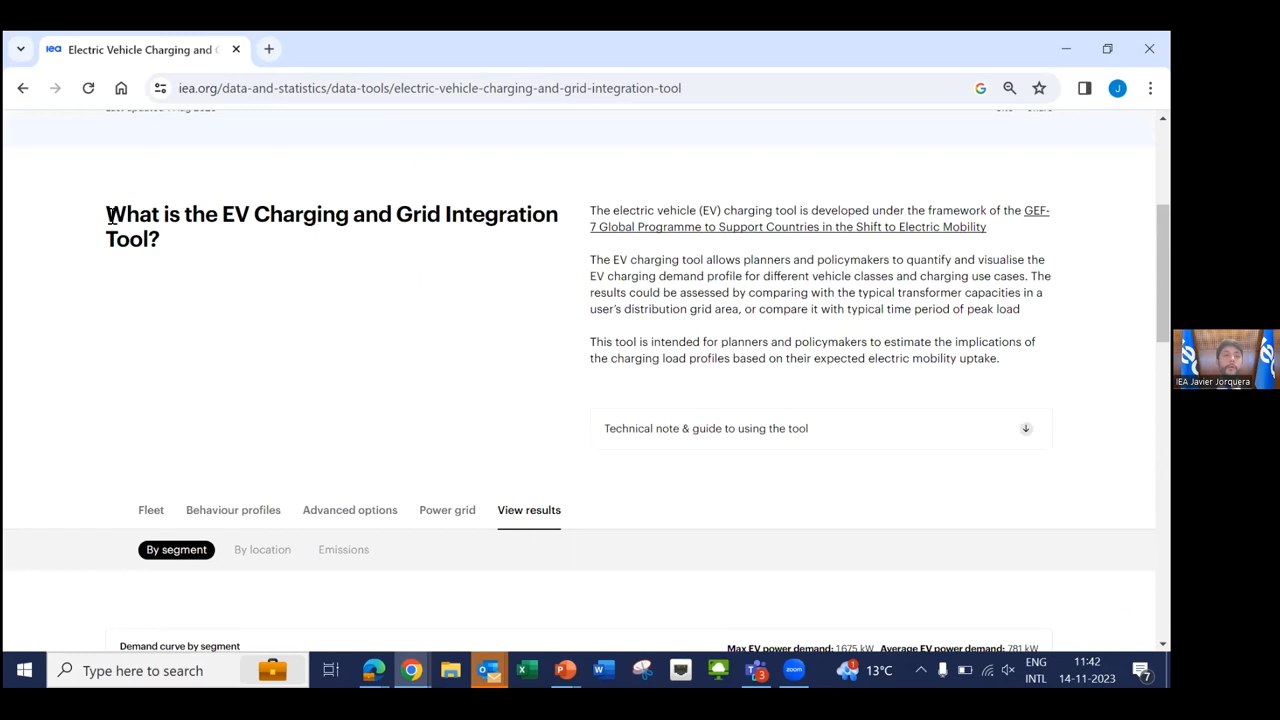 iea Electric Vehicle Charging and G
iea.org/data-and-statistics/data-tools/electric-vehicle-charging-and-grid-integration-tool
J
What is the EV Charging and Grid Integration
Tool?
The electric vehicle (EV) charging tool is developed under the framework of the GEF-
7 Global Programme to Support Countries in the Shift to Electric Mobility
The EV charging tool allows planners and policymakers to quantify and visualise the
EV charging demand profile for different vehicle classes and charging use cases. The
results could be assessed by comparing with the typical transformer capacities in a
user's distribution grid area, or compare it with typical time period of peak load
This tool is intended for planners and policymakers to estimate the implications of
the charging load profiles based on their expected electric mobility uptake.
Technical note & guide to using the tool
Fleet Behaviour profiles Advanced options Power grid View results
By segment By location Emissions
Demand curve by segment
Max EV power demand: 1675 kW Average EV power demand: 781 kW
IEA Javier Jorquera
Type here to search
zoom
13°C
ENG
INTL
11:42
14-11-2023